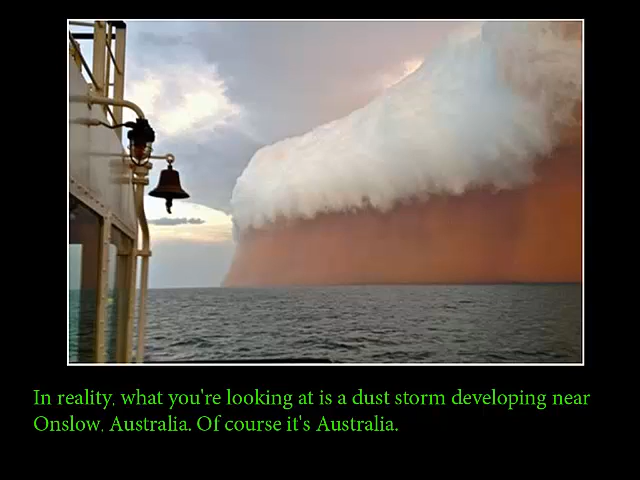 In reality, what you're looking at is a dust storm developing near
Onslow, Australia. Of course it's Australia.